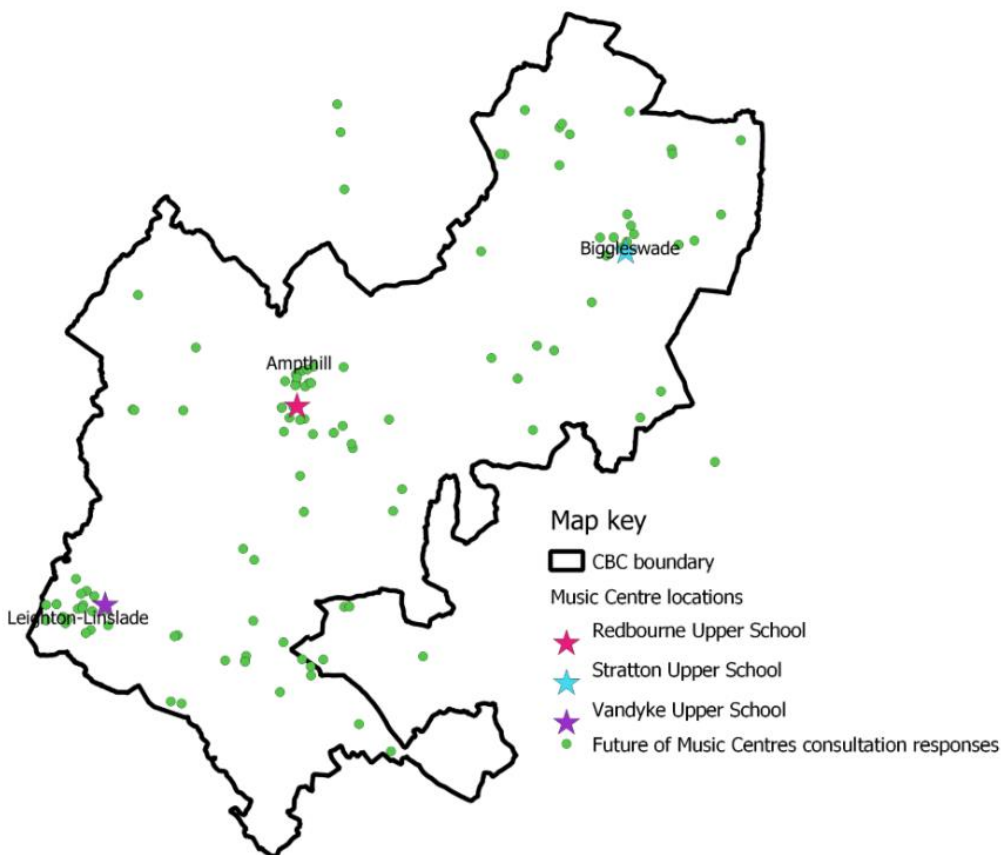 Biggleswade
Ampthill
Leighton-Linslade
Map key
CBC boundary
Music Centre locations
Redbourne Upper School
Stratton Upper School
Vandyke Upper School
Future of Music Centres consultation responses